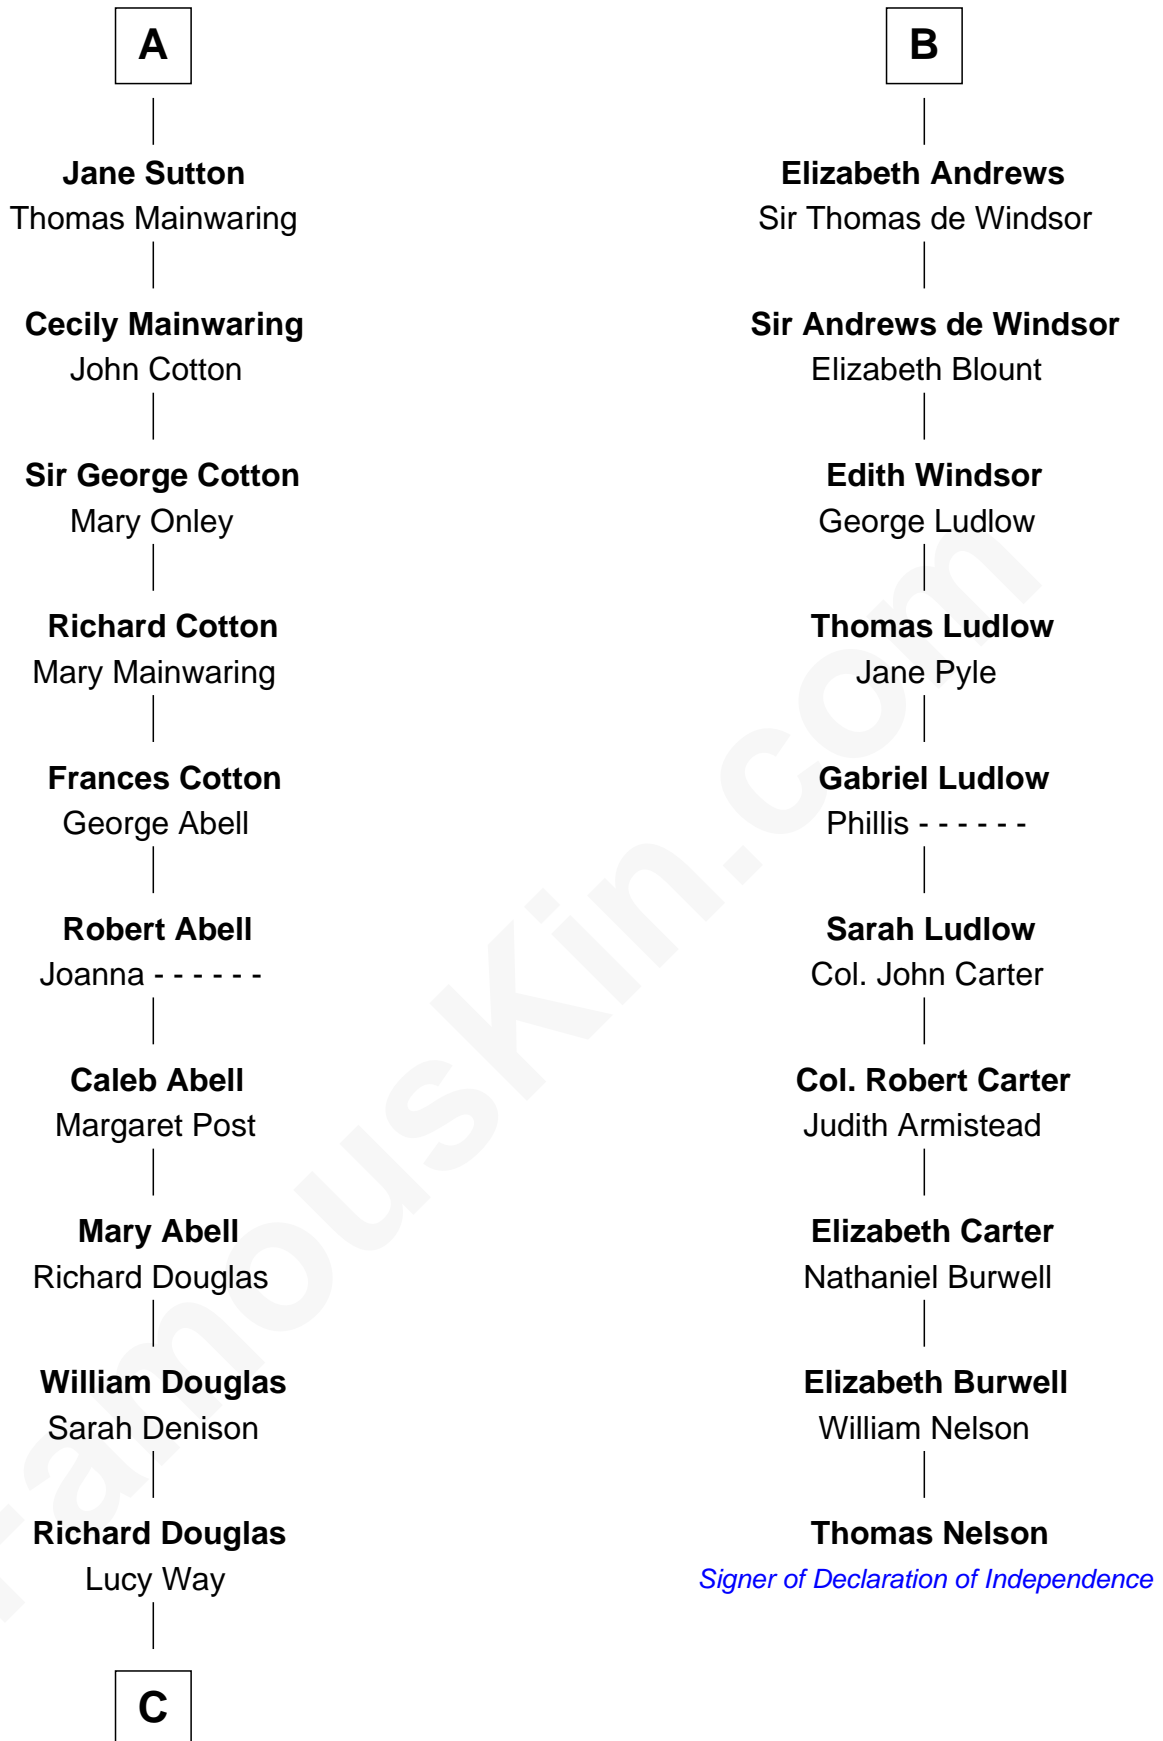 A
Jane Sutton
Thomas Mainwaring
Cecily Mainwaring
John Cotton
Sir George Cotton
Mary Onley
Richard Cotton
Mary Mainwaring
Frances Cotton
George Abell
Robert Abell
Joanna - - - - - -
Caleb Abell
Margaret Post
Mary Abell
Richard Douglas
William Douglas
Sarah Denison
Richard Douglas
Lucy Way
C
B
Elizabeth Andrews
Sir Thomas de Windsor
Sir Andrews de Windsor
Elizabeth Blount
Edith Windsor
George Ludlow
Thomas Ludlow
Jane Pyle
Gabriel Ludlow
Phillis - - - - - -
Sarah Ludlow
Col. John Carter
Col. Robert Carter
Judith Armistead
Elizabeth Carter
Nathaniel Burwell
Elizabeth Burwell
William Nelson
Thomas Nelson
Signer of Declaration of Independence
FamousKin.com